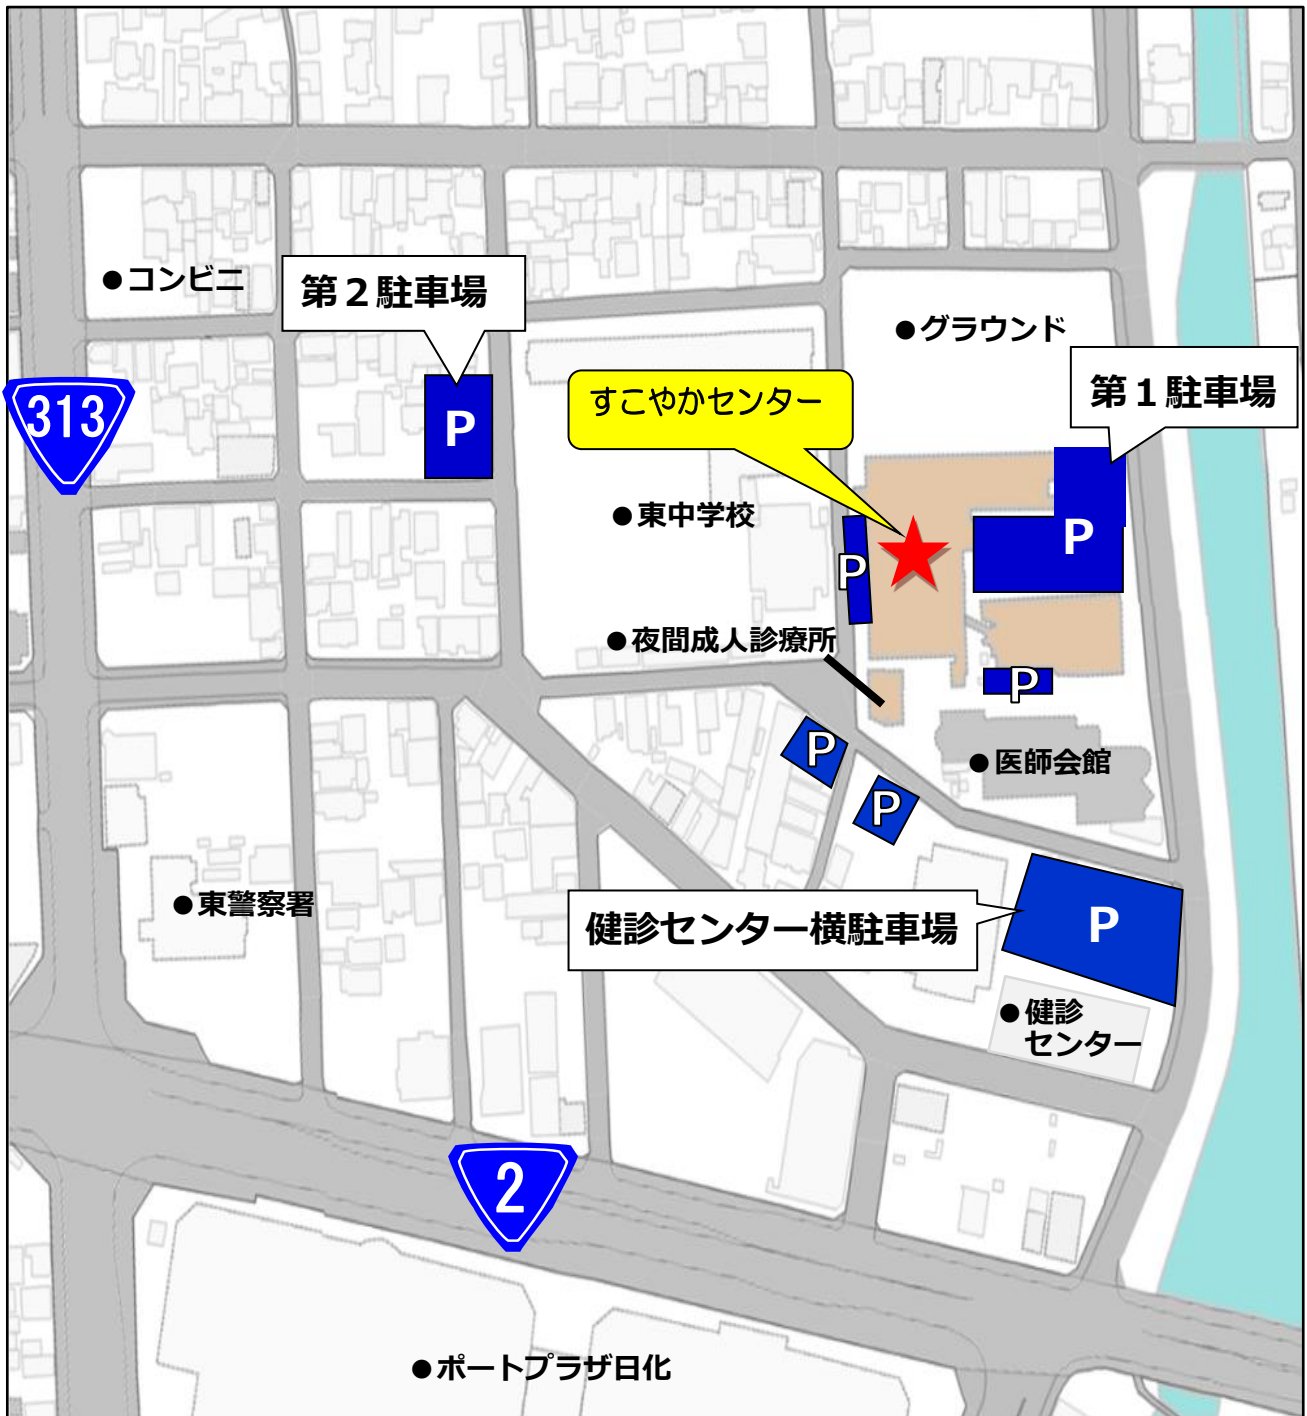 ●コンビニ
第２駐車場
●グラウンド
第１駐車場
313
P
すこやかセンター
●東中学校
P
P
●夜間成人診療所
P
P
●医師会館
P
●東警察署
健診センター横駐車場
P
●健診
センター
2
●ポートプラザ日化